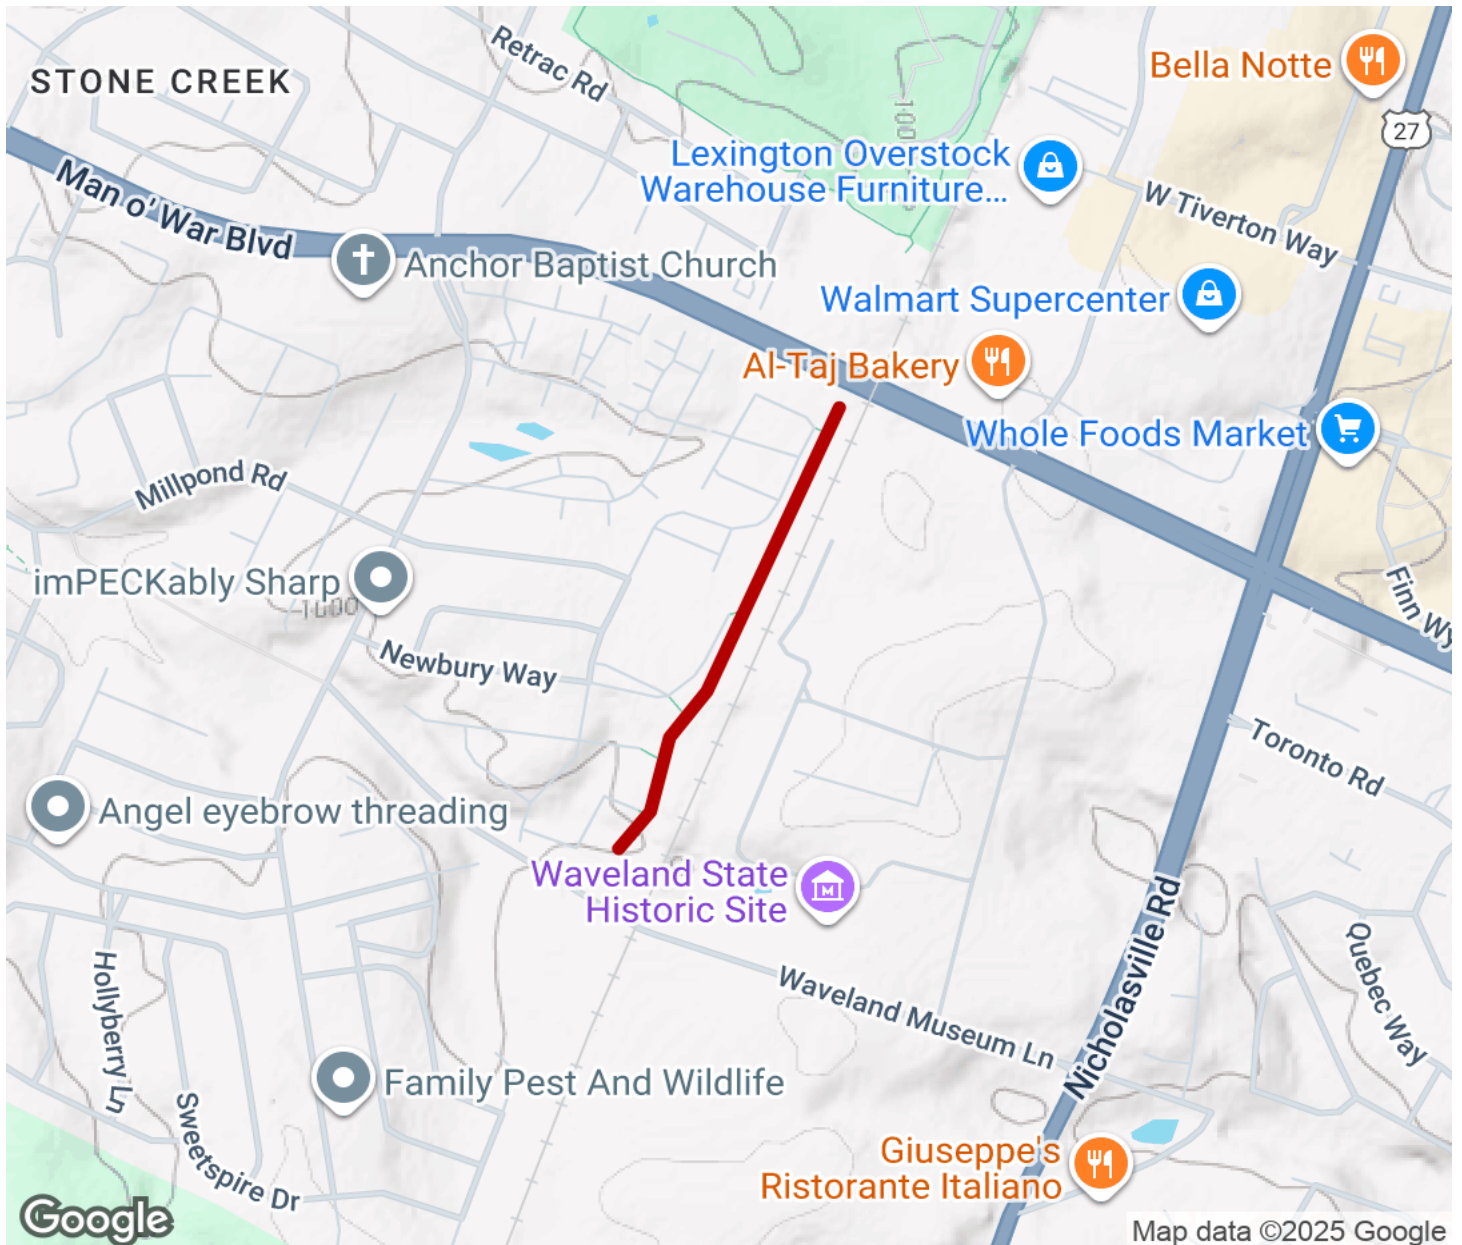 Retrac Rd
STONE CREEK
Bella Notte
27
100
Lexington Overstock
Warehouse Furniture...
Man o' War Blvd
W Tiverton Way
Anchor Baptist Church
Walmart Supercenter
Al-Taj Bakery
Whole Foods Market
Millpond Rd
imPECKably Sharp
1000
Finn Wy
Newbury Way
Toronto Rd
Angel eyebrow threading
Waveland State
Historic Site
Nicholasville Rd
Quebec Way
Hollyberry Ln
Waveland Museum Ln
Family Pest And Wildlife
Sweetspire Dr
Giuseppe's
Ristorante Italiano
Google
Map data ©2025 Google